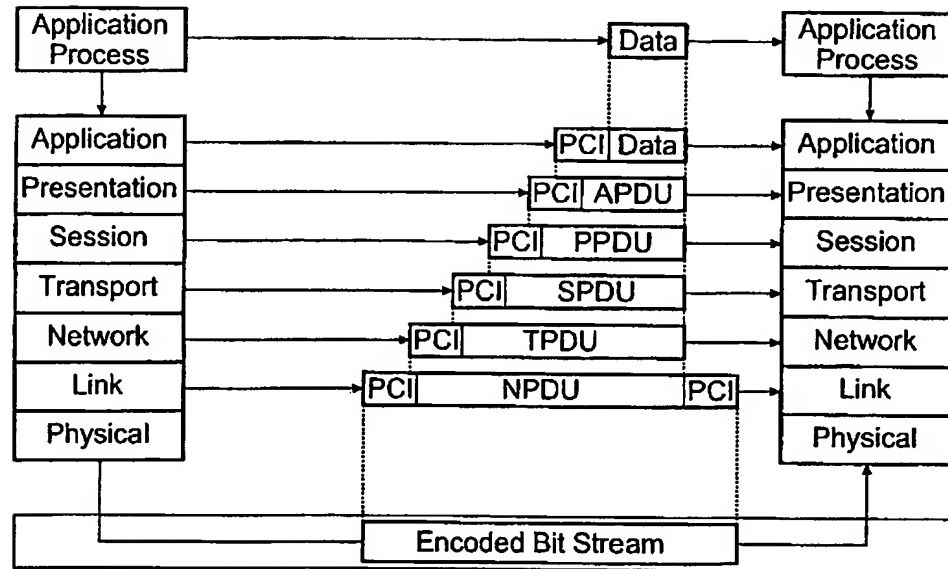 Application
Process
Data
Application
Process
Application
PCI Data
Application
Presentation
PCI APDU
Presentation
Session
PCI PPDU
Session
Transport
PCI SPDU
Transport
Network
PCI TPDU
Network
Link
PCI NPDU PCI
Link
Physical
Physical
Encoded Bit Stream